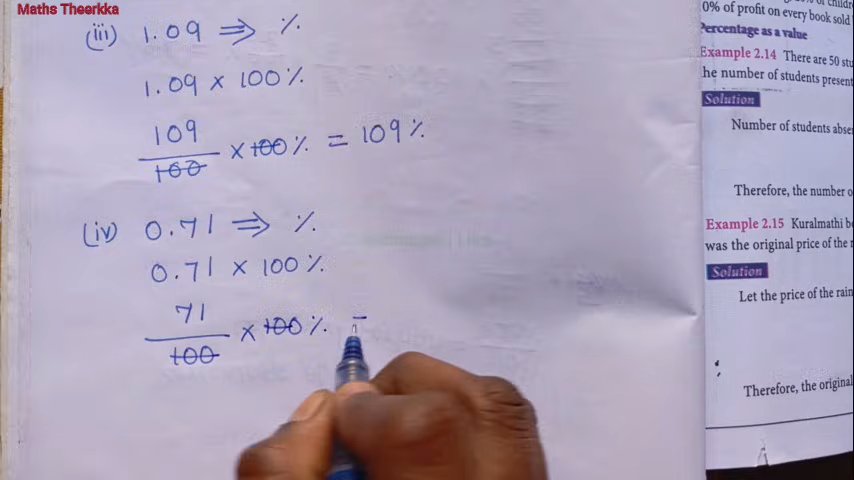 Maths Theerkka
(iii) 1.09 ⇒ %
1.09 × 100%
109
100 × 100% = 109%
(iv) 0.71 ⇒ %
0.71 × 100%
71
100 × 100% -
0% of profit on every book sold
Percentage as a value
Example 2.14 There are 50 stu
he number of students present
Solution
Number of students abse
Therefore, the number o
Example 2.15 Kuralmathi b
was the original price of the r
Solution
Let the price of the rain
Therefore, the original